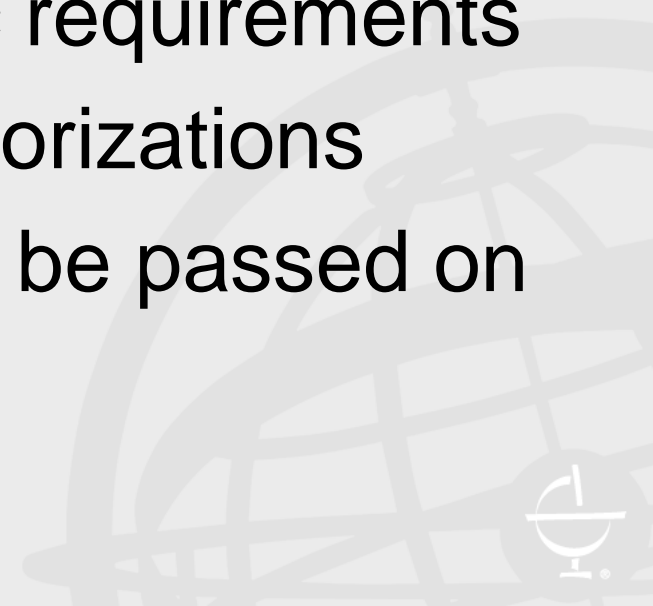 requirements
orizations
be passed on
®